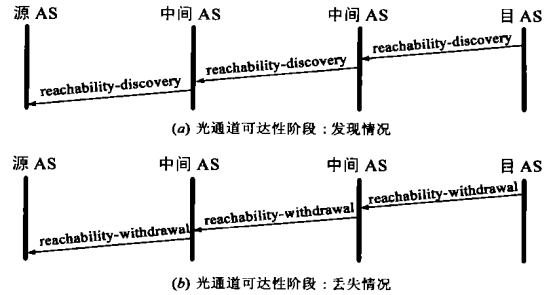 源 AS 中间 AS 中间 AS 目 AS
reachability-discovery
reachability-discovery
reachability-discovery
(a) 光通道可达性阶段：发现情况
源 AS 中间 AS 中间 AS 目 AS
reachability-withdrawal
reachability-withdrawal
reachability-withdrawal
(b) 光通道可达性阶段：丢失情况